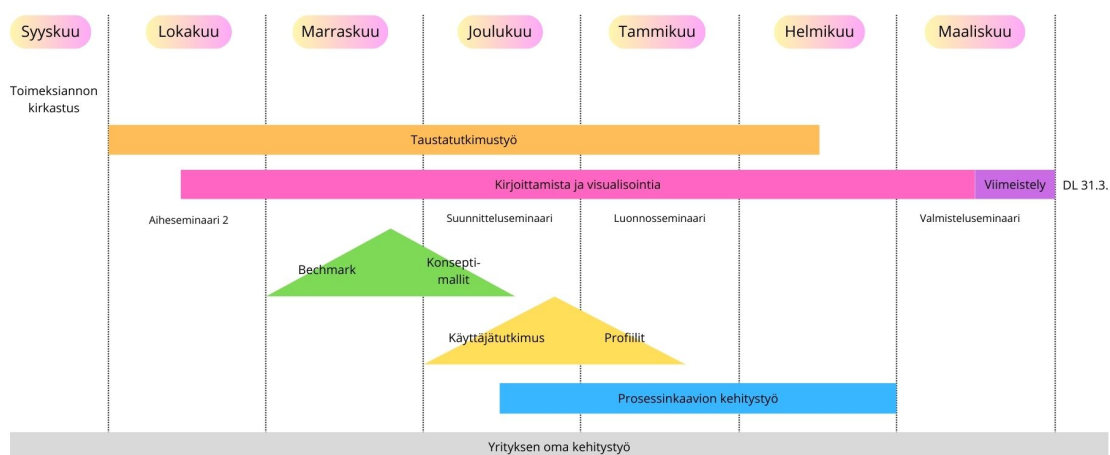 Syyskuu
Lokakuu
Marraskuu
Joulukuu
Tammikuu
Helmikuu
Maaliskuu
Toimeksiannon
kirkastus
Taustatutkimustyö
Kirjoittamista ja visualisointia
Viimeistely
DL 31.3.
Aiheseminaari 2
Suunnitteluseminaari
Luonnosseminaari
Valmisteluseminaari
Bechmark
Konsepti-
mallit
Käyttäjätutkimus
Profiilit
Prosessinkaavion kehitystyö
Yrityksen oma kehitystyö